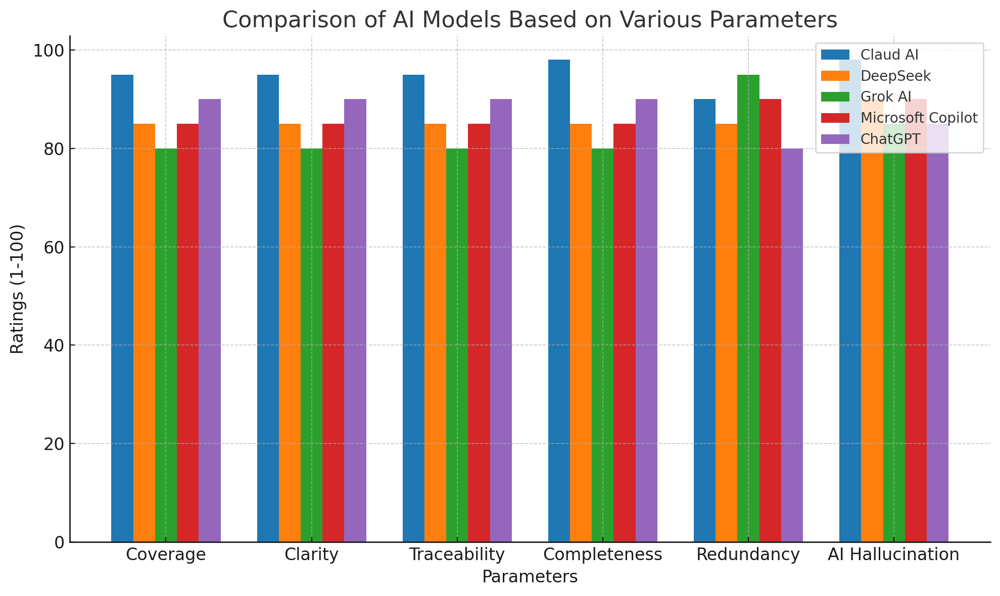 Comparison of AI Models Based on Various Parameters
Ratings (1-100)
100
80
60
40
20
0
Claud AI
DeepSeek
Grok AI
Microsoft Copilot
ChatGPT
Coverage
Clarity
Traceability
Completeness
Redundancy
AI Hallucination
Parameters